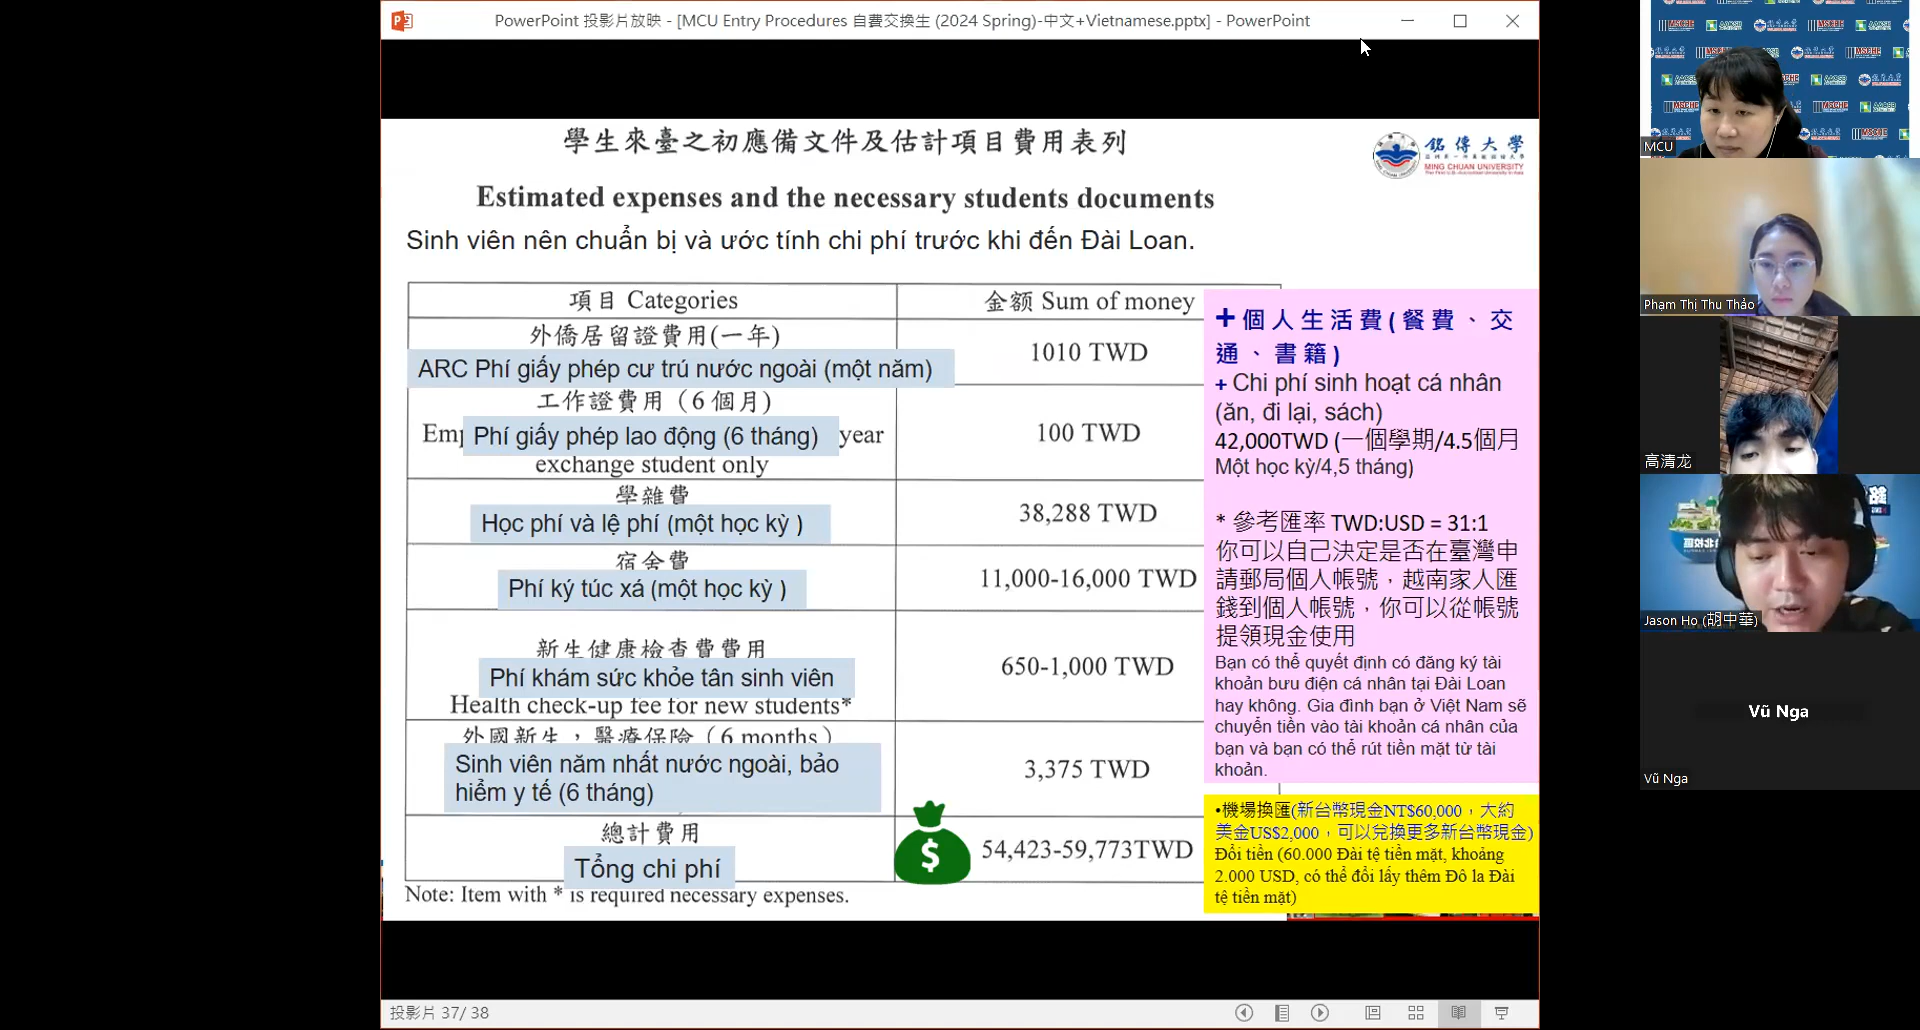 PowerPoint 投影片放映 - [MCU Entry Procedures 自費交換生 (2024 Spring)-中文+Vietnamese.pptx] - PowerPoint
學生來臺之初應備文件及估計項目費用表列
銘傳大學
MING CHUAN UNIVERSITY
Estimated expenses and the necessary students documents
Sinh viên nên chuẩn bị và ước tính chi phí trước khi đến Đài Loan.
項目 Categories
金額 Sum of money
外僑居留證費用(一年)
ARC Phí giấy phép cư trú nước ngoài (một năm)
1010 TWD
工作證費用（6 個月)
Phí giấy phép lao động (6 tháng)
year
exchange student only
100 TWD
學雜費
Học phí và lệ phí (một học kỳ )
38,288 TWD
宿舍費
Phí ký túc xá (một học kỳ )
11,000-16,000 TWD
新生健康檢查費費用
Phí khám sức khỏe tân sinh viên
Health check-up fee for new students*
650-1,000 TWD
外國新生，醫療保險（6 months）
Sinh viên năm nhất nước ngoài, bảo
hiểm y tế (6 tháng)
3,375 TWD
總計費用
Tổng chi phí
$
54,423-59,773TWD
Note: Item with * is required necessary expenses.
+個人生活費(餐費、交
通、書籍)
+ Chi phí sinh hoạt cá nhân
(ăn, đi lại, sách)
42,000TWD (一個學期/4.5個月
Một học kỳ/4,5 tháng)
* 參考匯率 TWD:USD = 31:1
你可以自己決定是否在臺灣申
請郵局個人帳號，越南家人匯
錢到個人帳號，你可以從帳號
提領現金使用
Bạn có thể quyết định có đăng ký tài
khoản bưu điện cá nhân tại Đài Loan
hay không. Gia đình bạn ở Việt Nam sẽ
chuyển tiền vào tài khoản cá nhân của
bạn và bạn có thể rút tiền mặt từ tài
khoản.
•機場換匯(新台幣現金NT$60,000，大約
美金US$2,000，可以兌換更多新台幣現金)
Đổi tiền (60.000 Đài tệ tiền mặt, khoảng
2.000 USD, có thể đổi lấy thêm Đô la Đài
tệ tiền mặt)
投影片 37/ 38
MCU
Phạm Thị Thu Thảo
高清龙
Jason Ho (胡中華)
Vũ Nga
Vũ Nga